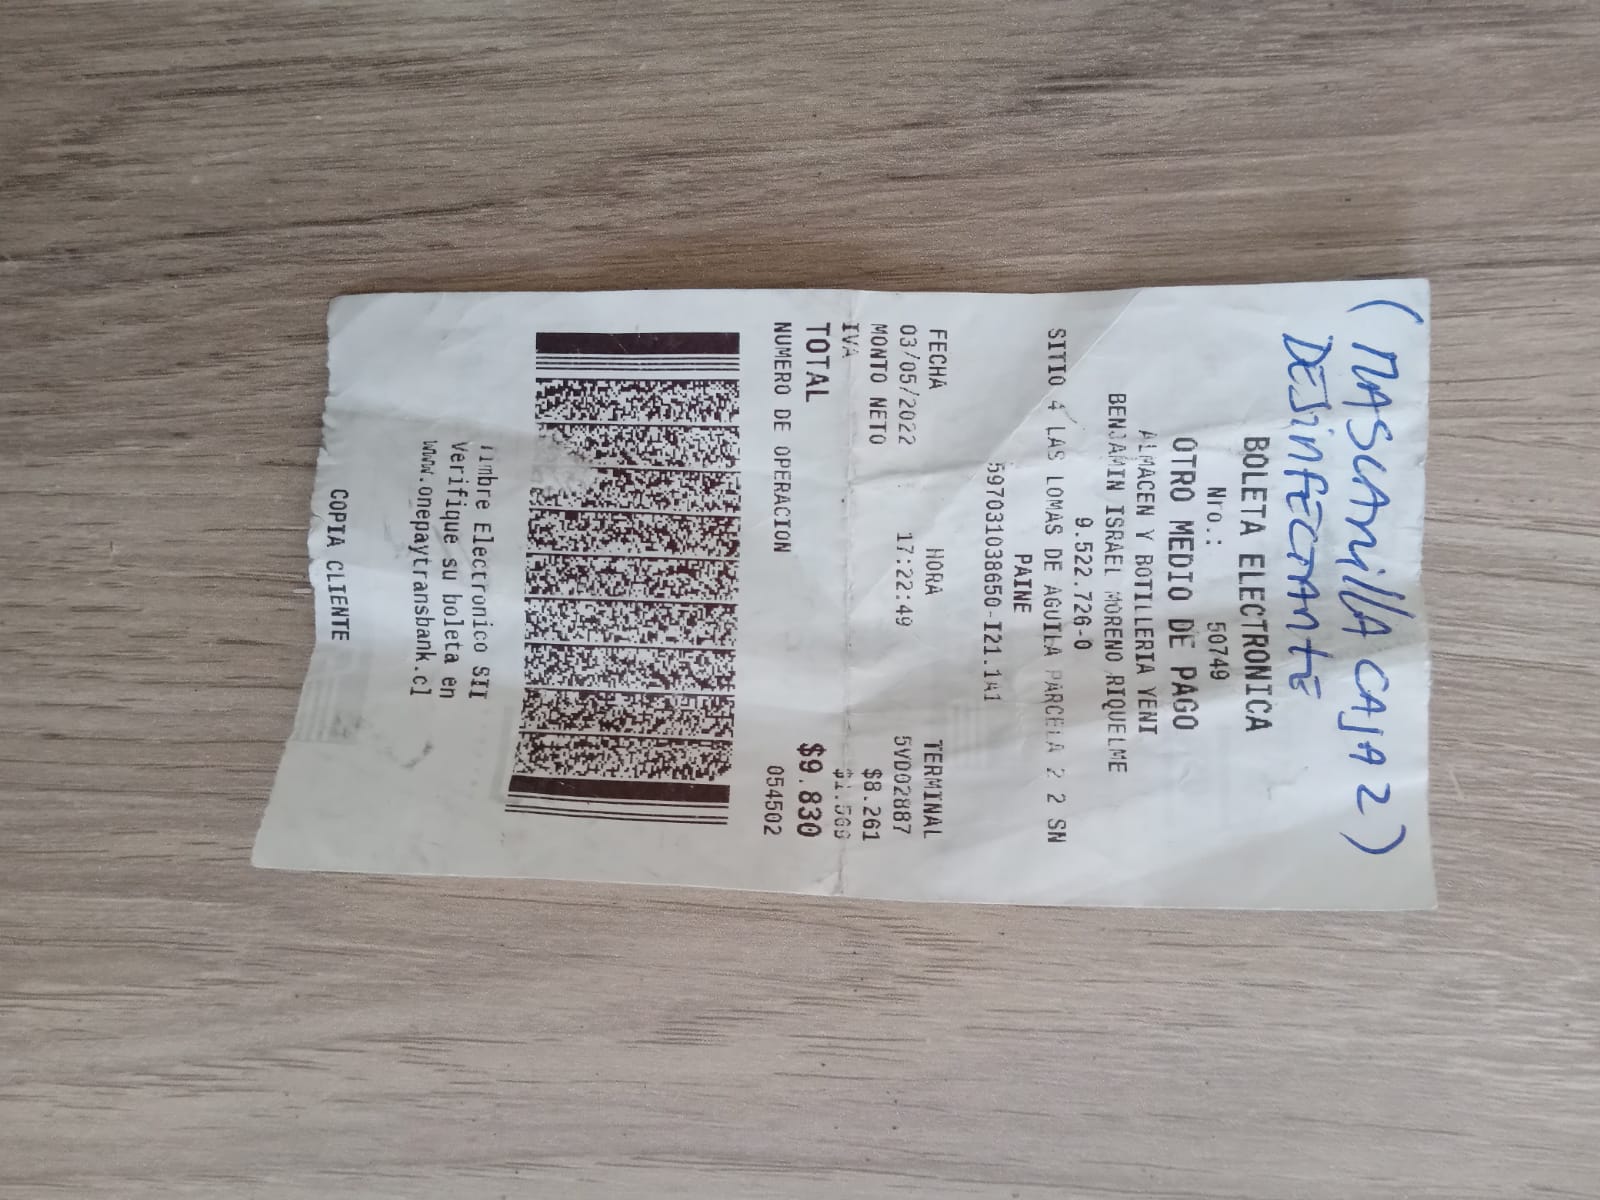 ( MASCARILLA CAJA 2 )
DESINFECTANTE
BOLETA ELECTRONICA
Nro.: 50749
OTRO MEDIO DE PAGO
ALMACEN Y BOTILLERIA YENI
BENJAMIN ISRAEL MORENO RIQUELME
9.522.726-0
SITIO 4 LAS LOMAS DE AGUILA PARCELA 2 2 SN
PAINE
597031038650-I21.1A1
FECHA HORA TERMINAL
03/05/2022 17:22:49 5VD02887
MONTO NETO $8.261
IVA $1.569
TOTAL $9.830
NUMERO DE OPERACION 054502
Timbre Electronico SII
Verifique su boleta en
www.onepaytransbank.cl
COPIA CLIENTE